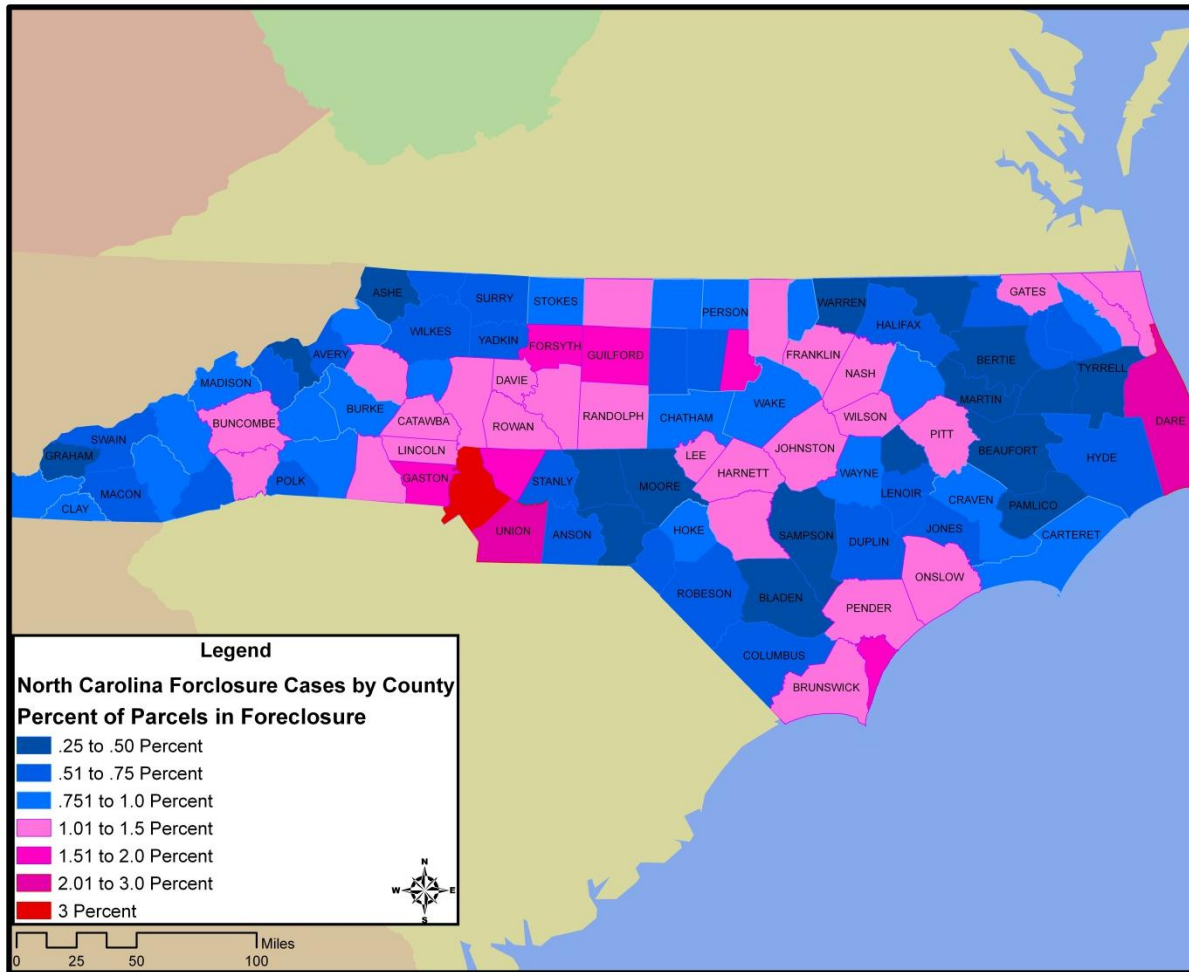 ASHE
SURRY
STOKES
PERSON
WARREN
GATES
HALIFAX
WILKES
YADKIN
FORSYTH
GUILFORD
FRANKLIN
AVERY
BERTIE
NASH
TYRRELL
MADISON
DAVIE
MARTIN
DARE
BURKE
WAKE
CATAWBA
RANDOLPH
CHATHAM
WILSON
BUNCOMBE
ROWAN
PITT
SWAIN
LINCOLN
LEE
JOHNSTON
BEAUFORT
HYDE
GRAHAM
HARNETT
WAYNE
GASTON
POLK
STANLY
MOORE
LENOIR
MACON
CRAVEN
PAMLICO
CLAY
UNION
ANSON
HOKE
SAMPSON
DUPLIN
JONES
CARTERET
ONSLOW
ROBESON
BLADEN
PENDER
COLUMBUS
BRUNSWICK
Legend
North Carolina Forclosure Cases by County
Percent of Parcels in Foreclosure
.25 to .50 Percent
.51 to .75 Percent
.751 to 1.0 Percent
1.01 to 1.5 Percent
1.51 to 2.0 Percent
2.01 to 3.0 Percent
3 Percent
N
W E
S
Miles
0 25 50 100